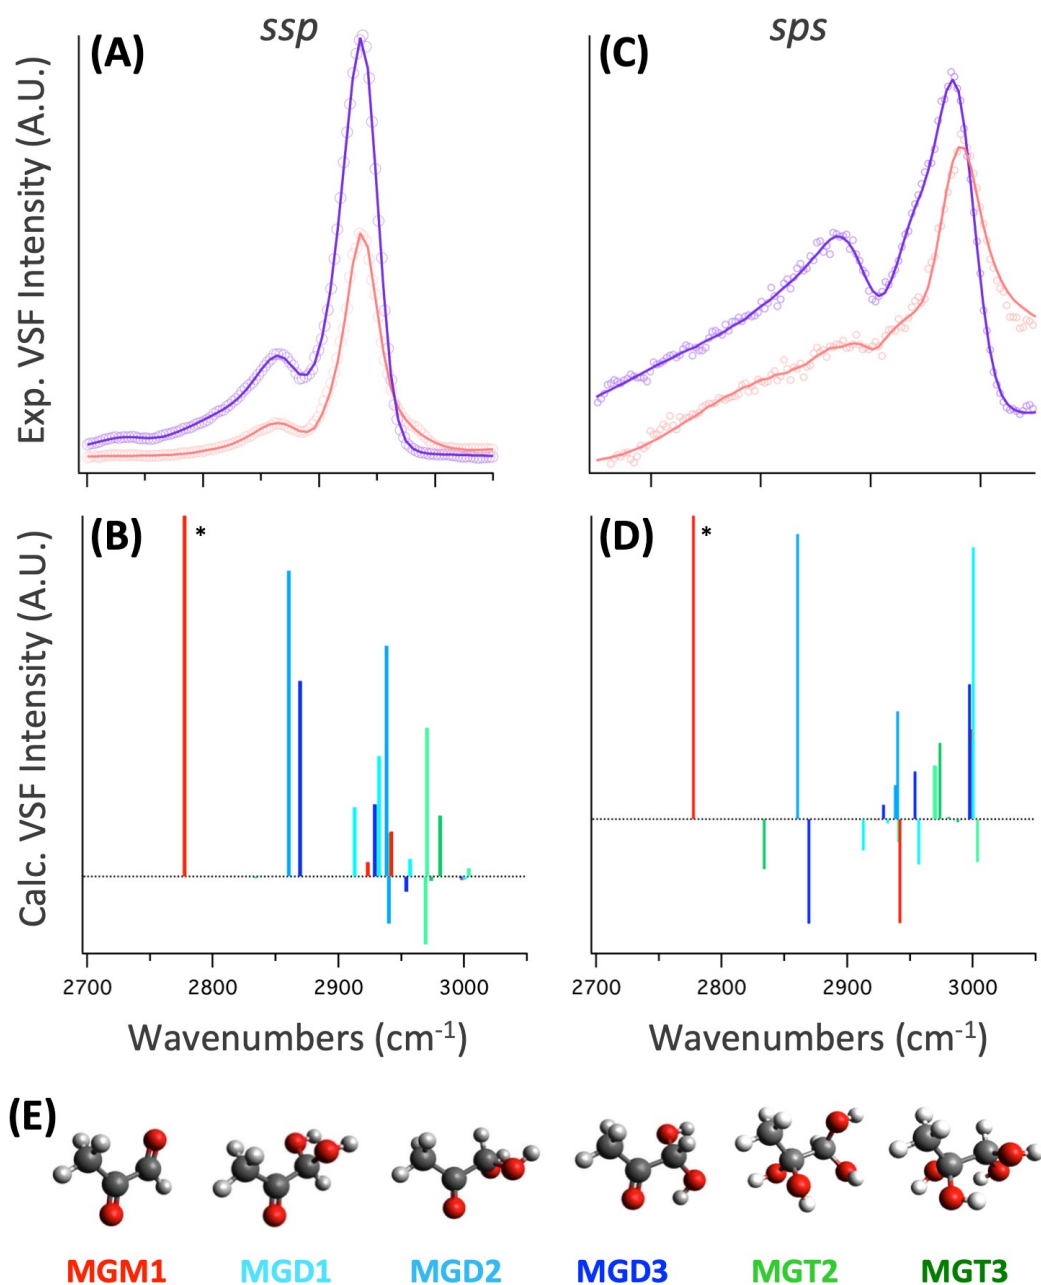 ssp
sps
(A)
(C)
Exp. VSF Intensity (A.U.)
(B)
*
(D)
*
Calc. VSF Intensity (A.U.)
2700 2800 2900 3000
2700 2800 2900 3000
Wavenumbers (cm⁻¹)
Wavenumbers (cm⁻¹)
(E)
MGM1 MGD1 MGD2 MGD3 MGT2 MGT3